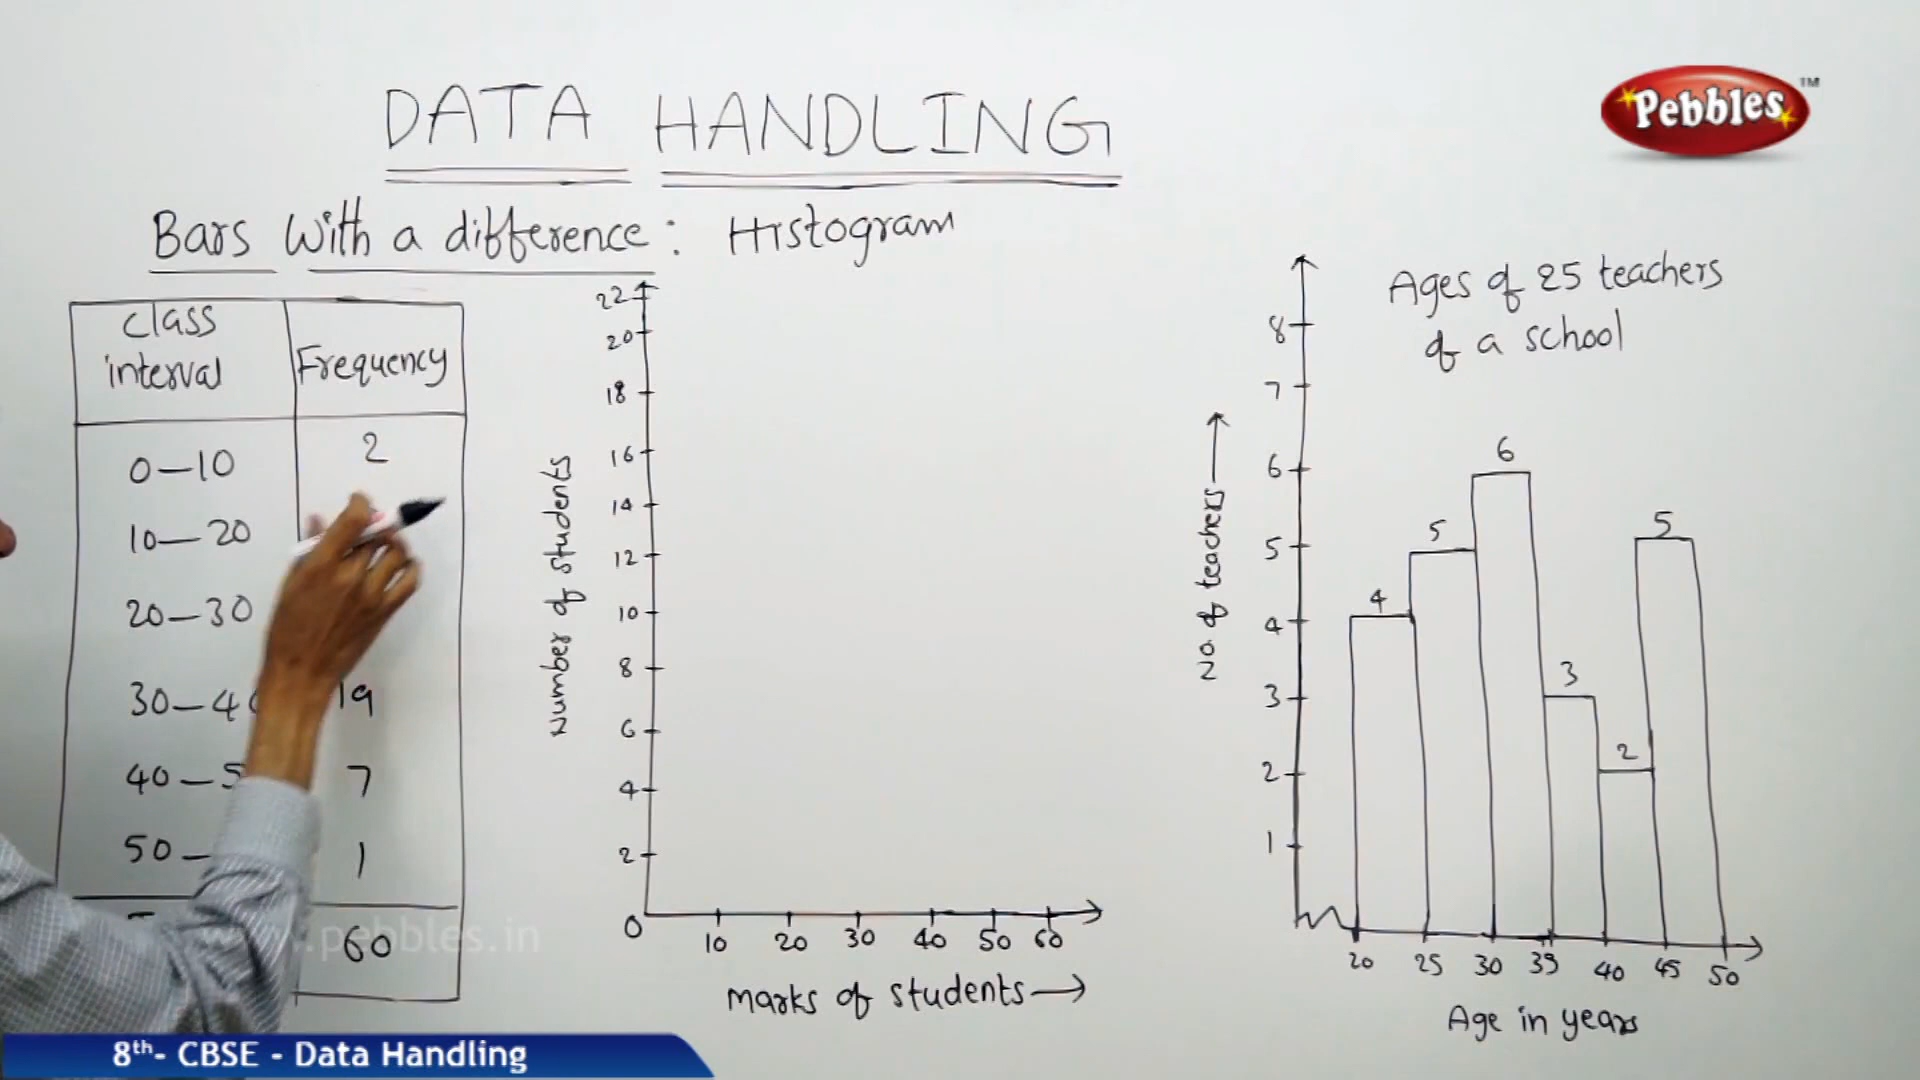 Pebbles™
DATA HANDLING
Bars With a difference: Histogram
Class interval Frequency
0–10 2
10–20
20–30
30–4 19
40–5 7
50– 1
60
www.pebbles.in
22
20
18
16
14
12
10
8
6
4
2
0
10 20 30 40 50 60
Number of students
Marks of students
Ages of 25 teachers
of a school
8
7
6
5
4
3
2
1
4 5 6 3 2 5
20 25 30 35 40 45 50
No. of teachers
Age in years
8th- CBSE - Data Handling